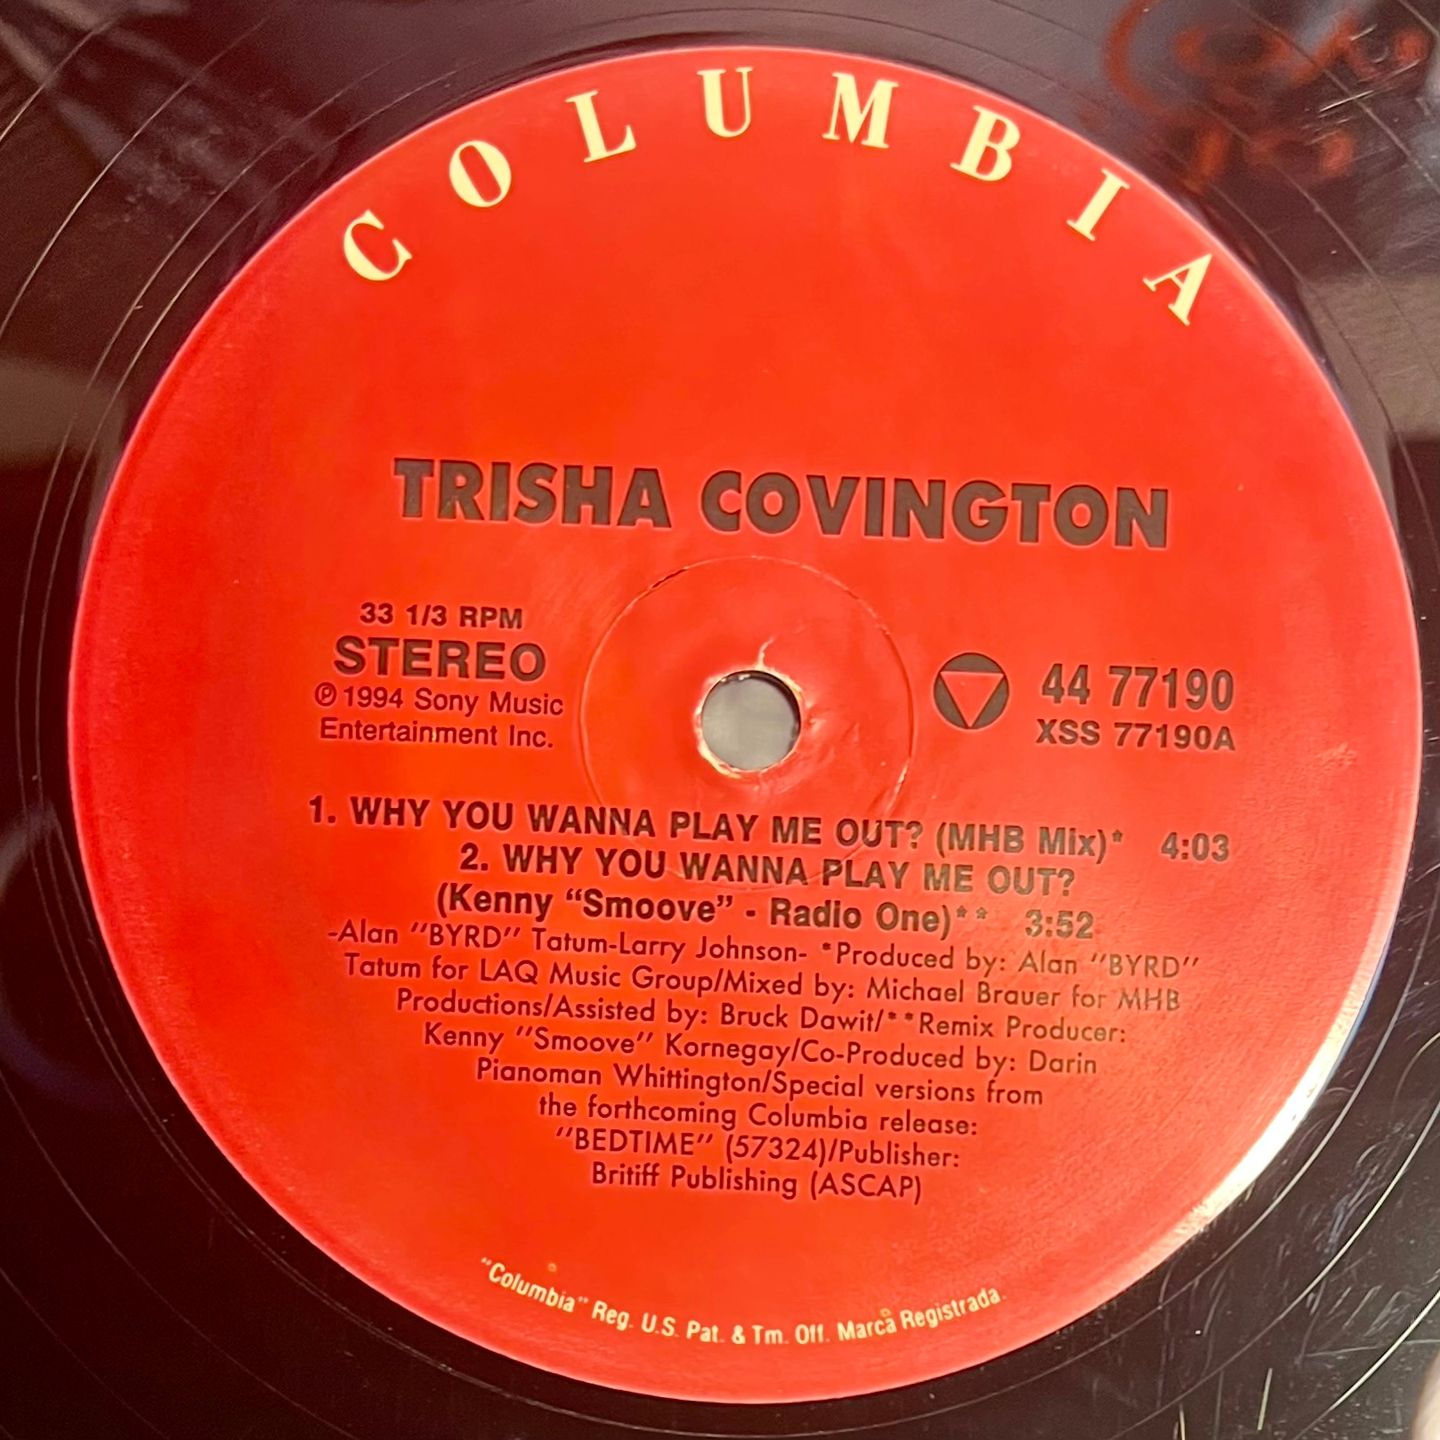 COLUMBIA
TRISHA COVINGTON
33 1/3 RPM
STEREO
℗ 1994 Sony Music
Entertainment Inc.
44 77190
XSS 77190A
1. WHY YOU WANNA PLAY ME OUT? (MHB Mix)* 4:03
2. WHY YOU WANNA PLAY ME OUT?
(Kenny “Smoove” - Radio One)** 3:52
-Alan "BYRD" Tatum-Larry Johnson- *Produced by: Alan "BYRD"
Tatum for LAQ Music Group/Mixed by: Michael Brauer for MHB
Productions/Assisted by: Bruck Dawit/**Remix Producer:
Kenny "Smoove" Kornegay/Co-Produced by: Darin
Pianoman Whittington/Special versions from
the forthcoming Columbia release:
"BEDTIME" (57324)/Publisher:
Britiff Publishing (ASCAP)
"Columbia" Reg. U.S. Pat. & Tm. Off. Marca Registrada.